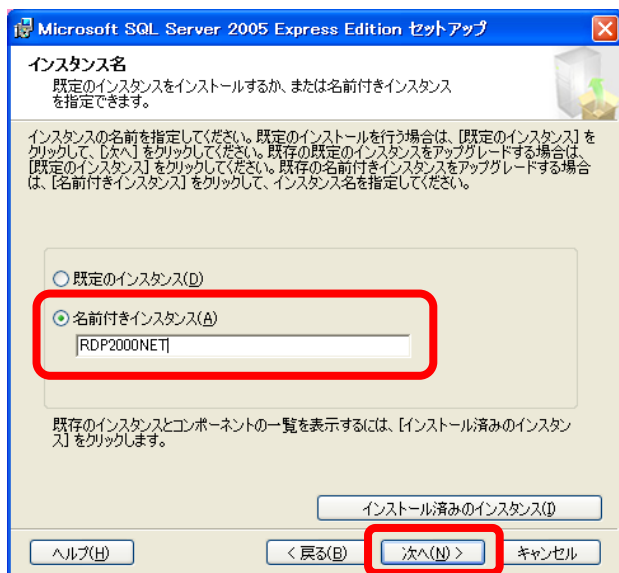 Microsoft SQL Server 2005 Express Edition セットアップ
インスタンス名
既定のインスタンスをインストールするか、または名前付きインスタンス
を指定できます。
インスタンスの名前を指定してください。既定のインストールを行う場合は、[既定のインスタンス] を
クリックして、[次へ] をクリックしてください。既存の既定のインスタンスをアップグレードする場合は、
[既定のインスタンス] をクリックしてください。既存の名前付きインスタンスをアップグレードする場合
は、[名前付きインスタンス] をクリックして、インスタンス名を指定してください。
既定のインスタンス(D)
名前付きインスタンス(A)
RDP2000NET
既存のインスタンスとコンポーネントの一覧を表示するには、[インストール済みのインスタン
ス] をクリックします。
インストール済みのインスタンス(I)
ヘルプ(H)
< 戻る(B)
次へ(N) >
キャンセル